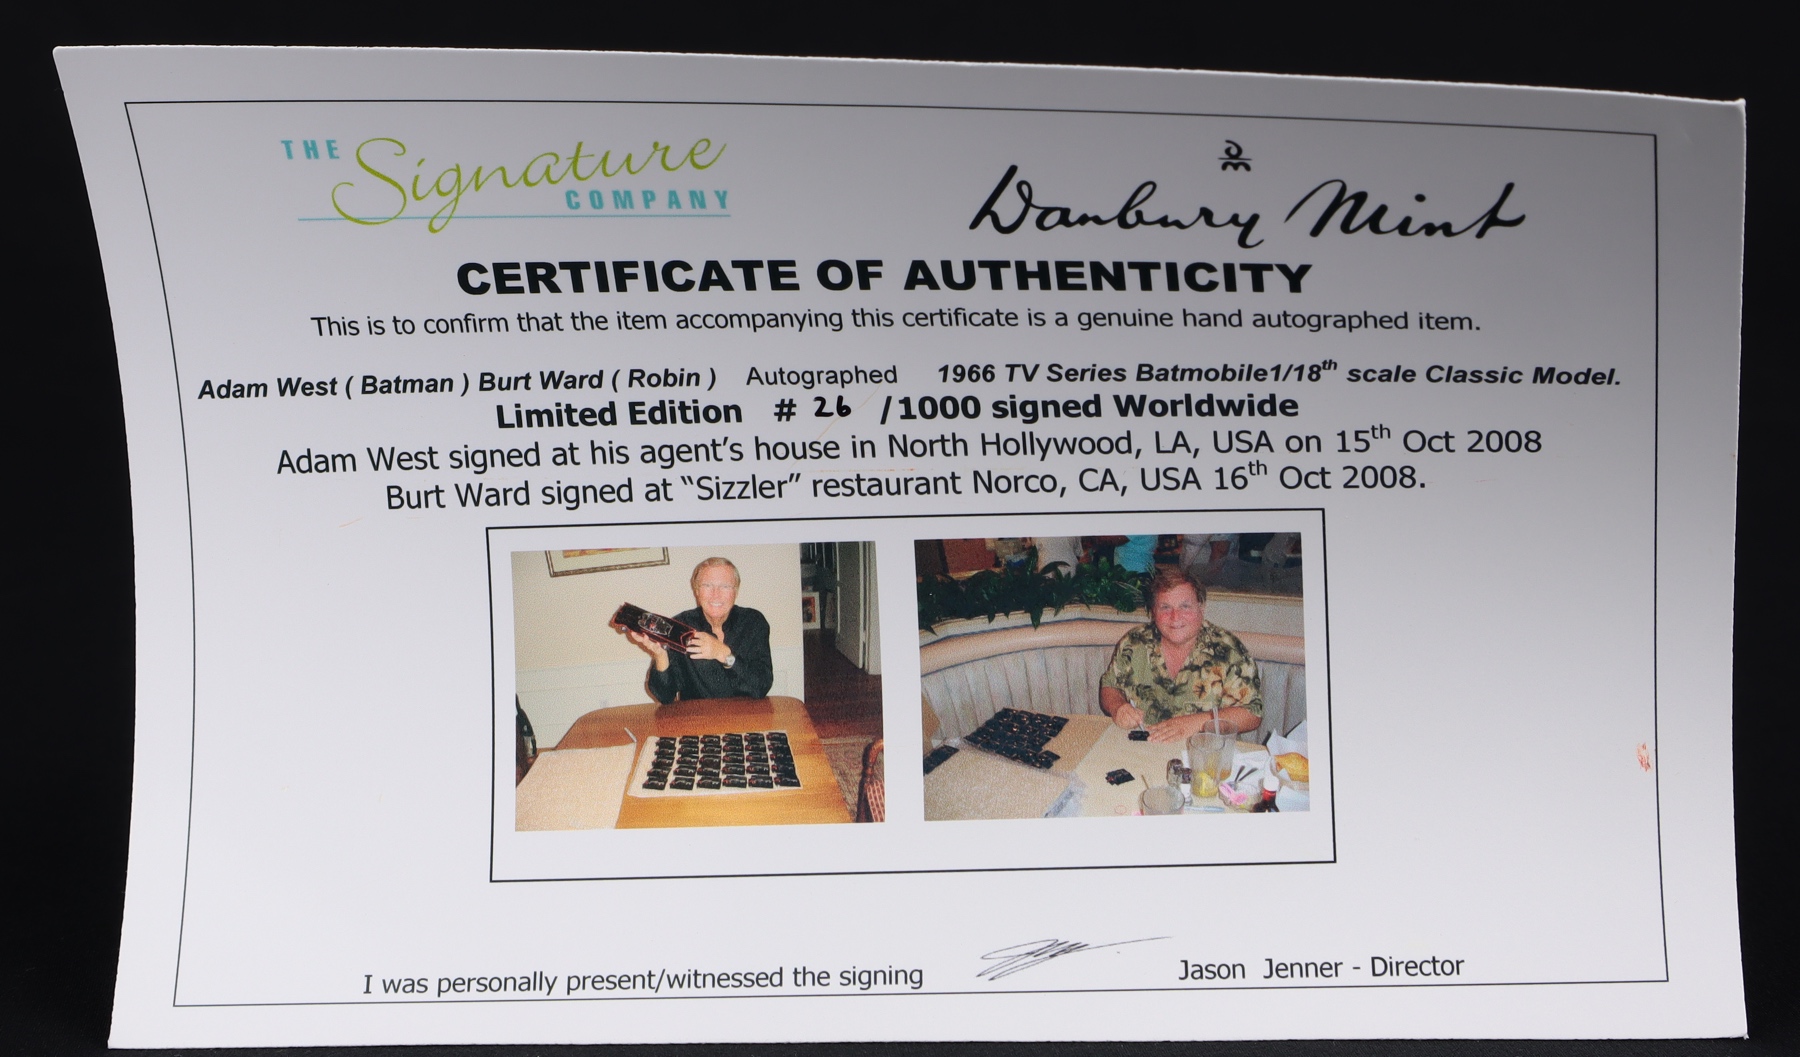 THE Signature COMPANY
Danbury Mint
CERTIFICATE OF AUTHENTICITY
This is to confirm that the item accompanying this certificate is a genuine hand autographed item.
Adam West ( Batman ) Burt Ward ( Robin ) Autographed 1966 TV Series Batmobile1/18th scale Classic Model.
Limited Edition # 26 /1000 signed Worldwide
Adam West signed at his agent's house in North Hollywood, LA, USA on 15th Oct 2008
Burt Ward signed at “Sizzler” restaurant Norco, CA, USA 16th Oct 2008.
I was personally present/witnessed the signing Jason Jenner - Director